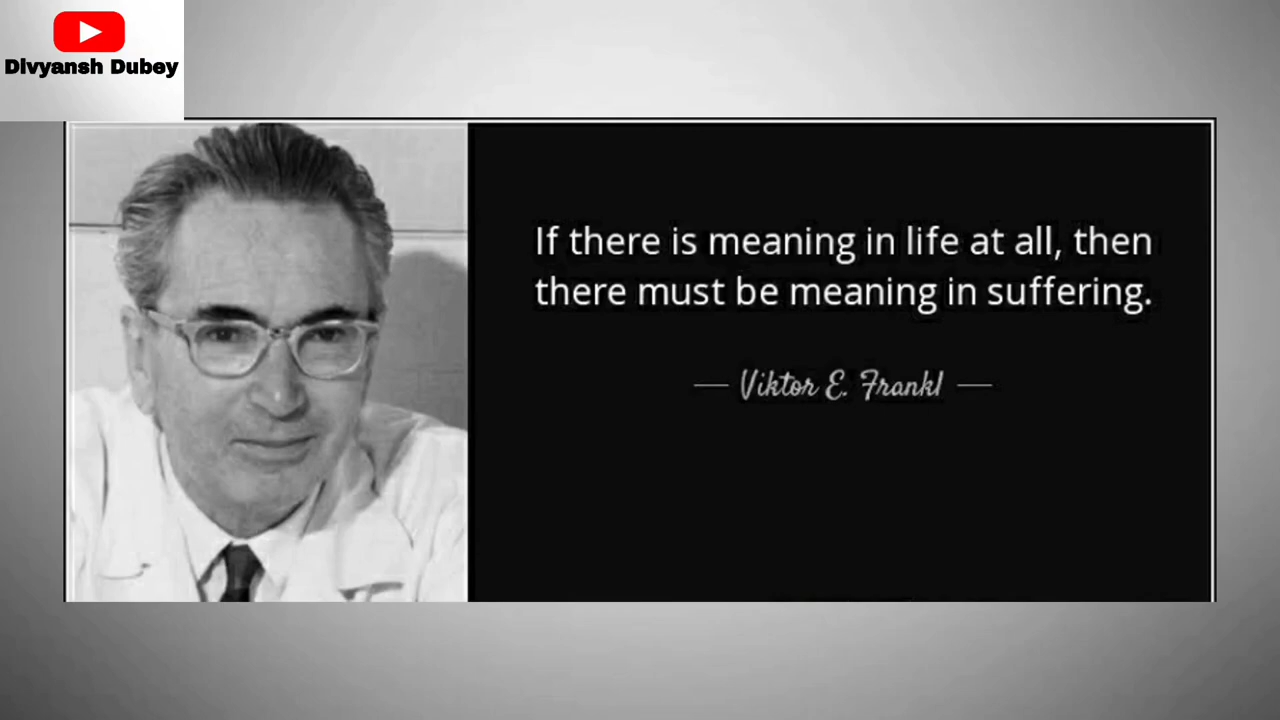 Divyansh Dubey
If there is meaning in life at all, then
there must be meaning in suffering.
— Viktor E. Frankl —